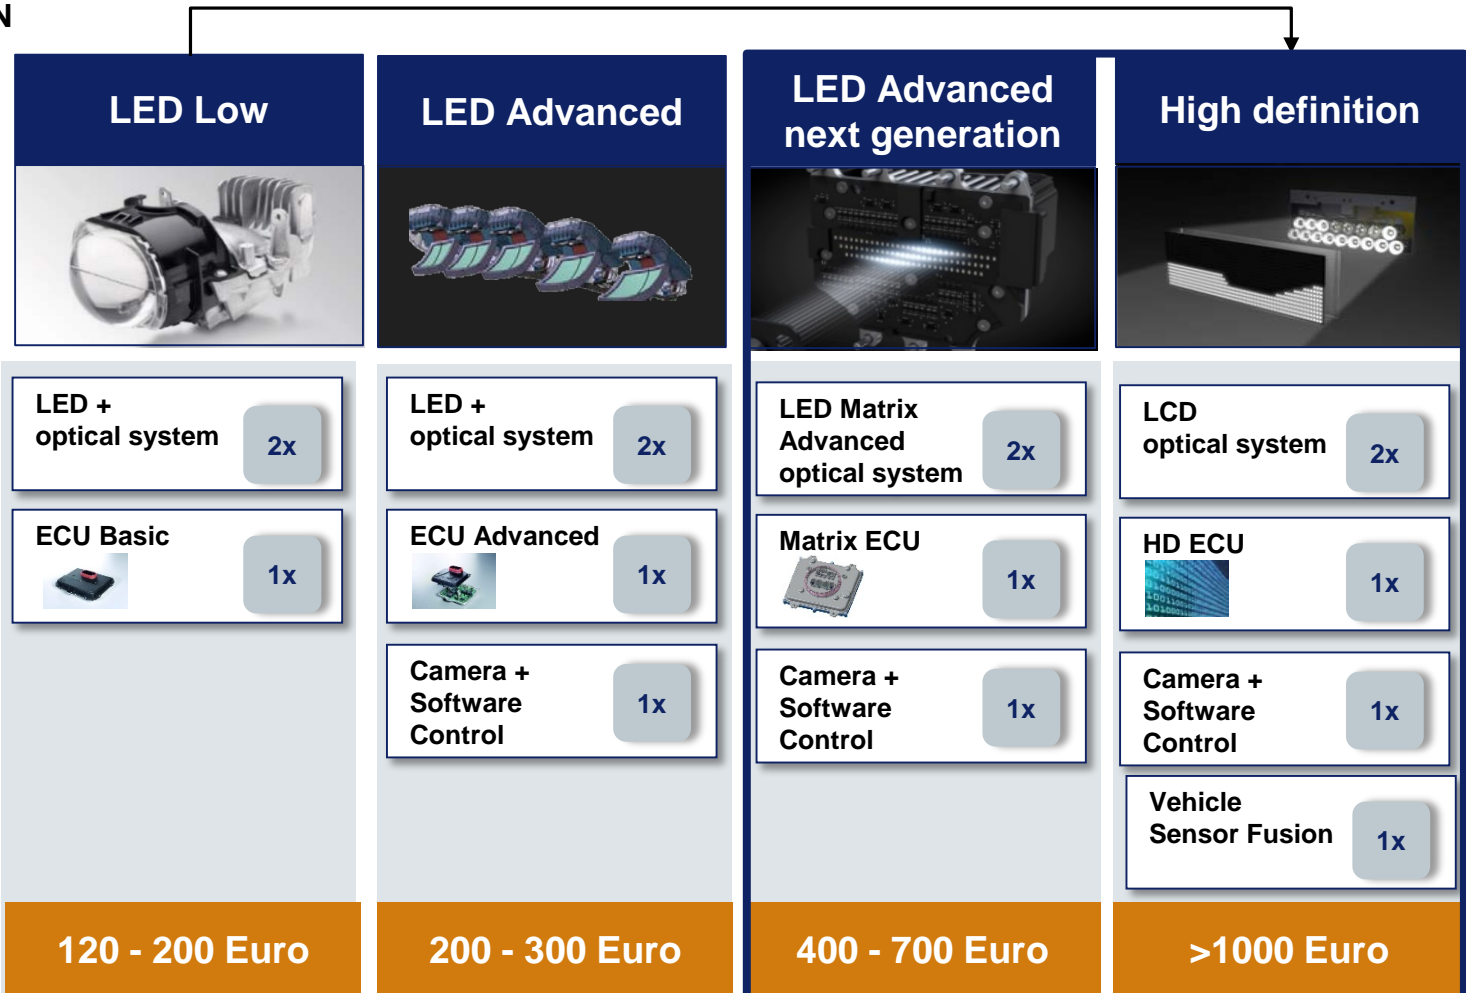 N
LED Low
LED Advanced
LED Advanced
next generation
High definition
LED +
optical system
2x
ECU Basic
1x
LED +
optical system
2x
ECU Advanced
1x
Camera +
Software
Control
1x
LED Matrix
Advanced
optical system
2x
Matrix ECU
1x
Camera +
Software
Control
1x
LCD
optical system
2x
HD ECU
1x
Camera +
Software
Control
1x
Vehicle
Sensor Fusion
1x
120 - 200 Euro
200 - 300 Euro
400 - 700 Euro
>1000 Euro